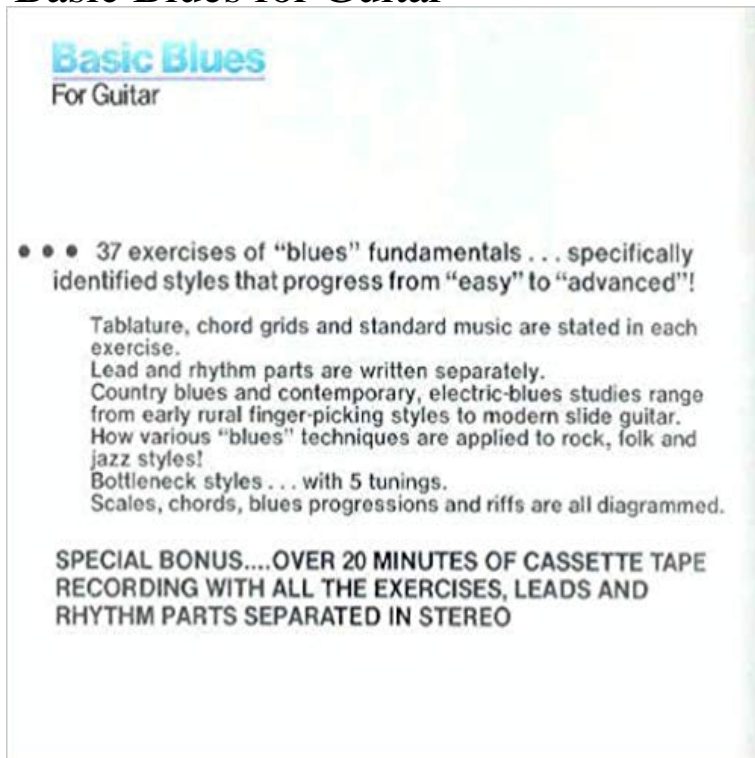 Basic Blues for Guitar
Basic Blues
For Guitar
• • • 37 exercises of “blues” fundamentals . . . specifically
identified styles that progress from “easy” to “advanced”!
Tablature, chord grids and standard music are stated in each
exercise.
Lead and rhythm parts are written separately.
Country blues and contemporary, electric-blues studies range
from early rural finger-picking styles to modern slide guitar.
How various “blues” techniques are applied to rock, folk and
jazz styles!
Bottleneck styles . . . with 5 tunings.
Scales, chords, blues progressions and riffs are all diagrammed.
SPECIAL BONUS....OVER 20 MINUTES OF CASSETTE TAPE
RECORDING WITH ALL THE EXERCISES, LEADS AND
RHYTHM PARTS SEPARATED IN STEREO